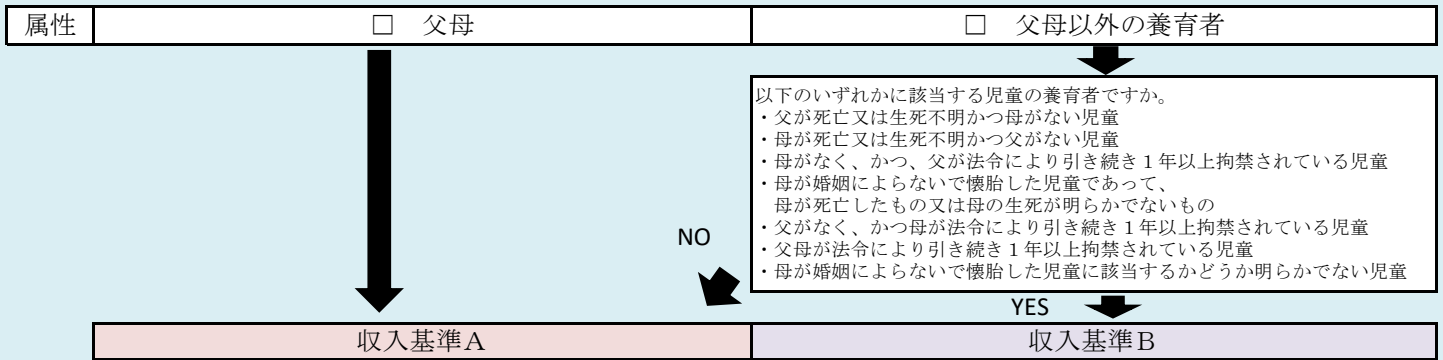 属性
□ 父母
□ 父母以外の養育者
以下のいずれかに該当する児童の養育者ですか。
・父が死亡又は生死不明かつ母がない児童
・母が死亡又は生死不明かつ父がない児童
・母がなく、かつ、父が法令により引き続き１年以上拘禁されている児童
・母が婚姻によらないで懐胎した児童であって、
母が死亡したもの又は母の生死が明らかでないもの
・父がなく、かつ母が法令により引き続き１年以上拘禁されている児童
・父母が法令により引き続き１年以上拘禁されている児童
・母が婚姻によらないで懐胎した児童に該当するかどうか明らかでない児童
NO
YES
収入基準Ａ
収入基準Ｂ